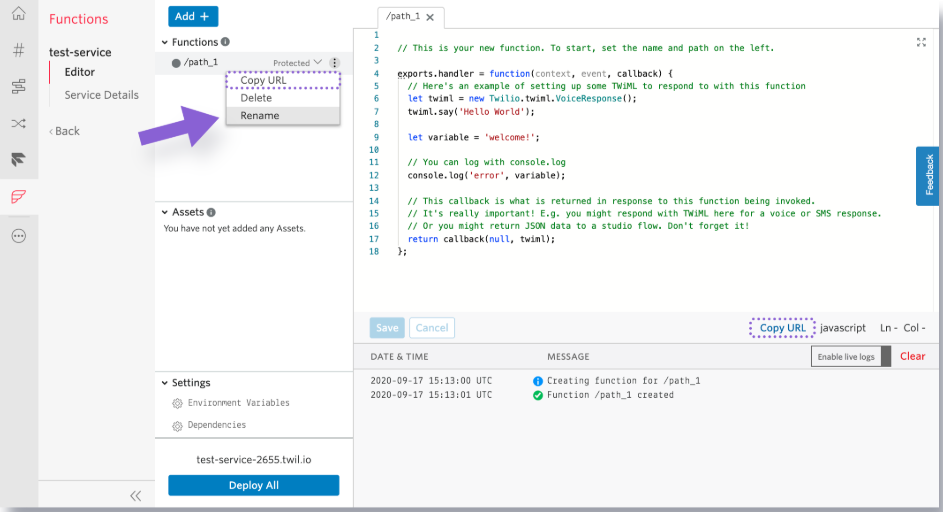 Functions
test-service
Editor
Service Details
‹ Back
Add +
Functions
/path_1 Protected
Copy URL
Delete
Rename
Assets
You have not yet added any Assets.
Settings
Environment Variables
Dependencies
test-service-2655.twil.io
Deploy All
/path_1
1
2 // This is your new function. To start, set the name and path on the left.
3
4 exports.handler = function(context, event, callback) {
5 // Here's an example of setting up some TWiML to respond to with this function
6 let twiml = new Twilio.twiml.VoiceResponse();
7 twiml.say('Hello World');
8
9 let variable = 'welcome!';
10
11 // You can log with console.log
12 console.log('error', variable);
13
14 // This callback is what is returned in response to this function being invoked.
15 // It's really important! E.g. you might respond with TWiML here for a voice or SMS response.
16 // Or you might return JSON data to a studio flow. Don't forget it!
17 return callback(null, twiml);
18 };
Feedback
Save Cancel
Copy URL javascript Ln - Col -
DATE & TIME MESSAGE Enable live logs Clear
2020-09-17 15:13:00 UTC Creating function for /path_1
2020-09-17 15:13:01 UTC Function /path_1 created